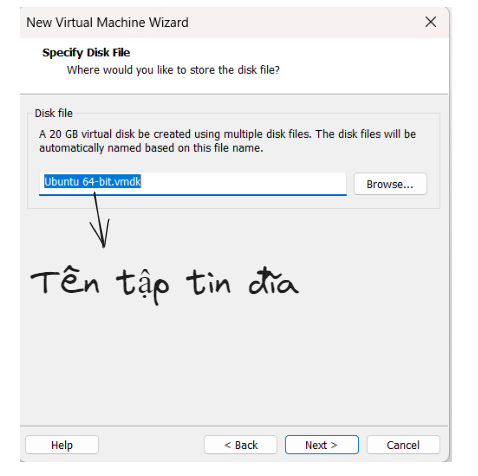 New Virtual Machine Wizard
Specify Disk File
Where would you like to store the disk file?
Disk file
A 20 GB virtual disk be created using multiple disk files. The disk files will be
automatically named based on this file name.
Ubuntu 64-bit.vmdk
Browse...
Tên tập tin đĩa
Help
< Back
Next >
Cancel